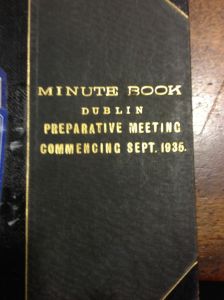 MINUTE BOOK
DUBLIN
PREPARATIVE MEETING
COMMENCING SEPT. 1935.